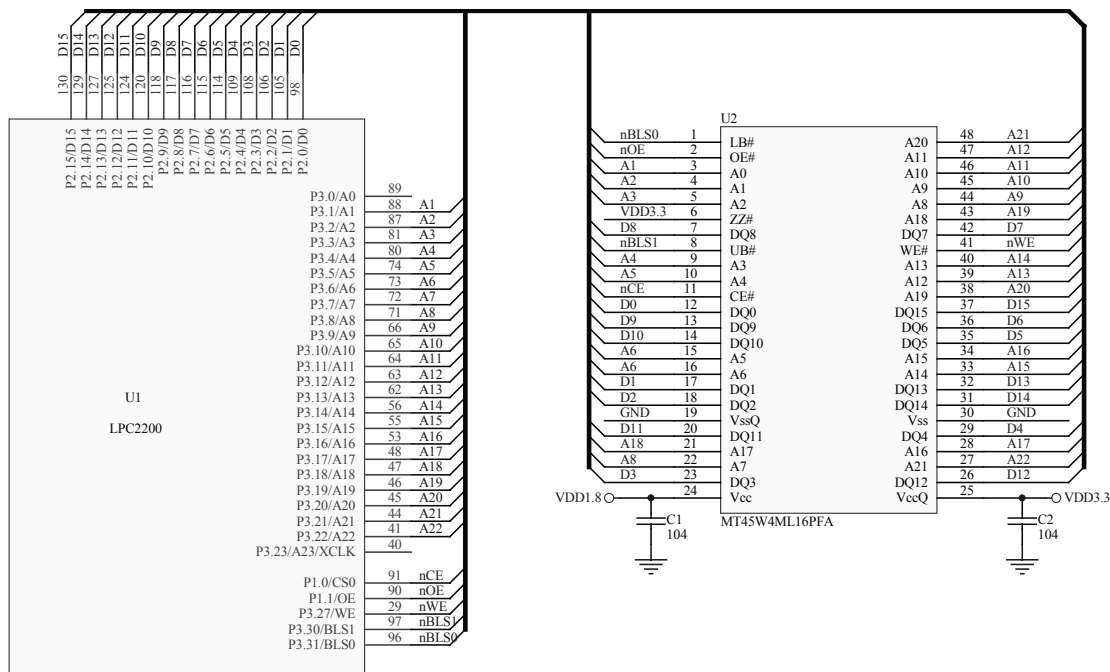 D15 D14 D13 D12 D11 D10 D9 D8 D7 D6 D5 D4 D3 D2 D1 D0
130 129 127 125 124 120 118 117 116 115 114 109 108 106 105 98
P2.15/D15 P2.14/D14 P2.13/D13 P2.12/D12 P2.11/D11 P2.10/D10 P2.9/D9 P2.8/D8 P2.7/D7 P2.6/D6 P2.5/D5 P2.4/D4 P2.3/D3 P2.2/D2 P2.1/D1 P2.0/D0
P3.0/A0 89
P3.1/A1 88 A1
P3.2/A2 87 A2
P3.3/A3 81 A3
P3.4/A4 80 A4
P3.5/A5 74 A5
P3.6/A6 73 A6
P3.7/A7 72 A7
P3.8/A8 71 A8
P3.9/A9 66 A9
P3.10/A10 65 A10
P3.11/A11 64 A11
P3.12/A12 63 A12
P3.13/A13 62 A13
P3.14/A14 56 A14
P3.15/A15 55 A15
P3.16/A16 53 A16
P3.17/A17 48 A17
P3.18/A18 47 A18
P3.19/A19 46 A19
P3.20/A20 45 A20
P3.21/A21 44 A21
P3.22/A22 41 A22
P3.23/A23/XCLK 40
P1.0/CS0 91 nCE
P1.1/OE 90 nOE
P3.27/WE 29 nWE
P3.30/BLS1 97 nBLS1
P3.31/BLS0 96 nBLS0
U1
LPC2200
U2
nBLS0 1 LB# A20 48 A21
nOE 2 OE# A11 47 A12
A1 3 A0 A10 46 A11
A2 4 A1 A9 45 A10
A3 5 A2 A8 44 A9
VDD3.3 6 ZZ# A18 43 A19
D8 7 DQ8 DQ7 42 D7
nBLS1 8 UB# WE# 41 nWE
A4 9 A3 A13 40 A14
A5 10 A4 A12 39 A13
nCE 11 CE# A19 38 A20
D0 12 DQ0 DQ15 37 D15
D9 13 DQ9 DQ6 36 D6
D10 14 DQ10 DQ5 35 D5
A6 15 A5 A15 34 A16
A6 16 A6 A14 33 A15
D1 17 DQ1 DQ13 32 D13
D2 18 DQ2 DQ14 31 D14
GND 19 VssQ Vss 30 GND
D11 20 DQ11 DQ4 29 D4
A18 21 A17 A16 28 A17
A8 22 A7 A21 27 A22
D3 23 DQ3 DQ12 26 D12
VDD1.8 24 Vcc VccQ 25 VDD3.3
MT45W4ML16PFA
C1
104
C2
104